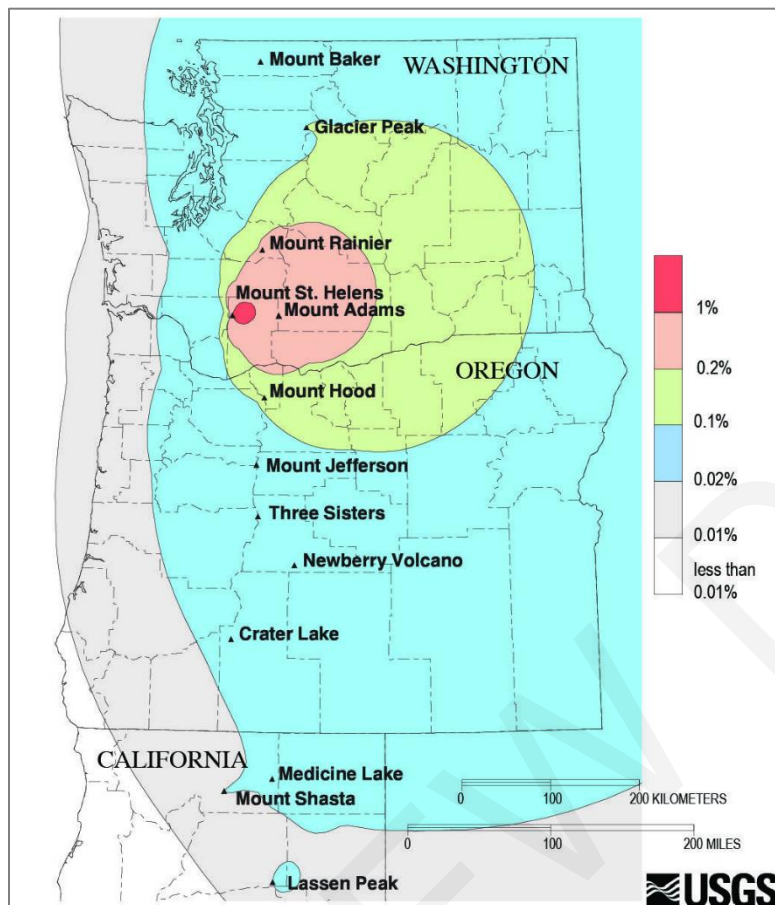 Mount Baker
WASHINGTON
Glacier Peak
Mount Rainier
Mount St. Helens
Mount Adams
OREGON
Mount Hood
Mount Jefferson
Three Sisters
Newberry Volcano
Crater Lake
CALIFORNIA
Medicine Lake
Mount Shasta
Lassen Peak
1%
0.2%
0.1%
0.02%
0.01%
less than
0.01%
0 100 200 KILOMETERS
0 100 200 MILES
USGS